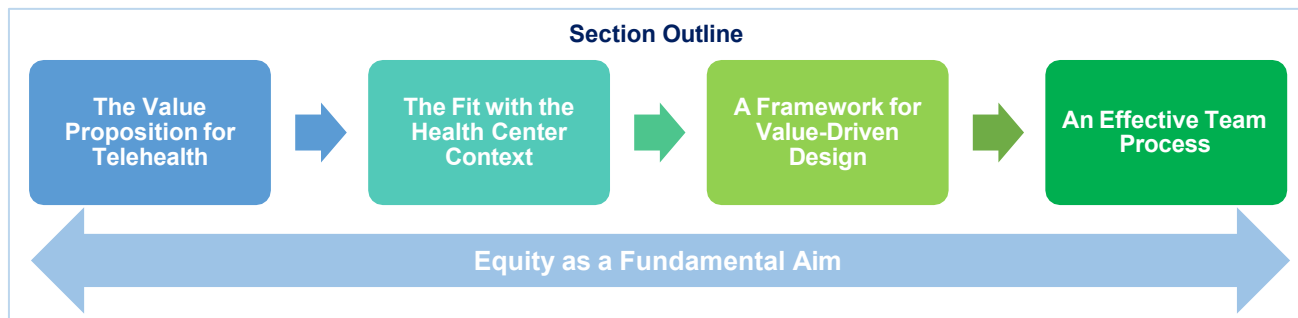 Section Outline
The Value
Proposition for
Telehealth
The Fit with the
Health Center
Context
A Framework for
Value-Driven
Design
An Effective Team
Process
Equity as a Fundamental Aim